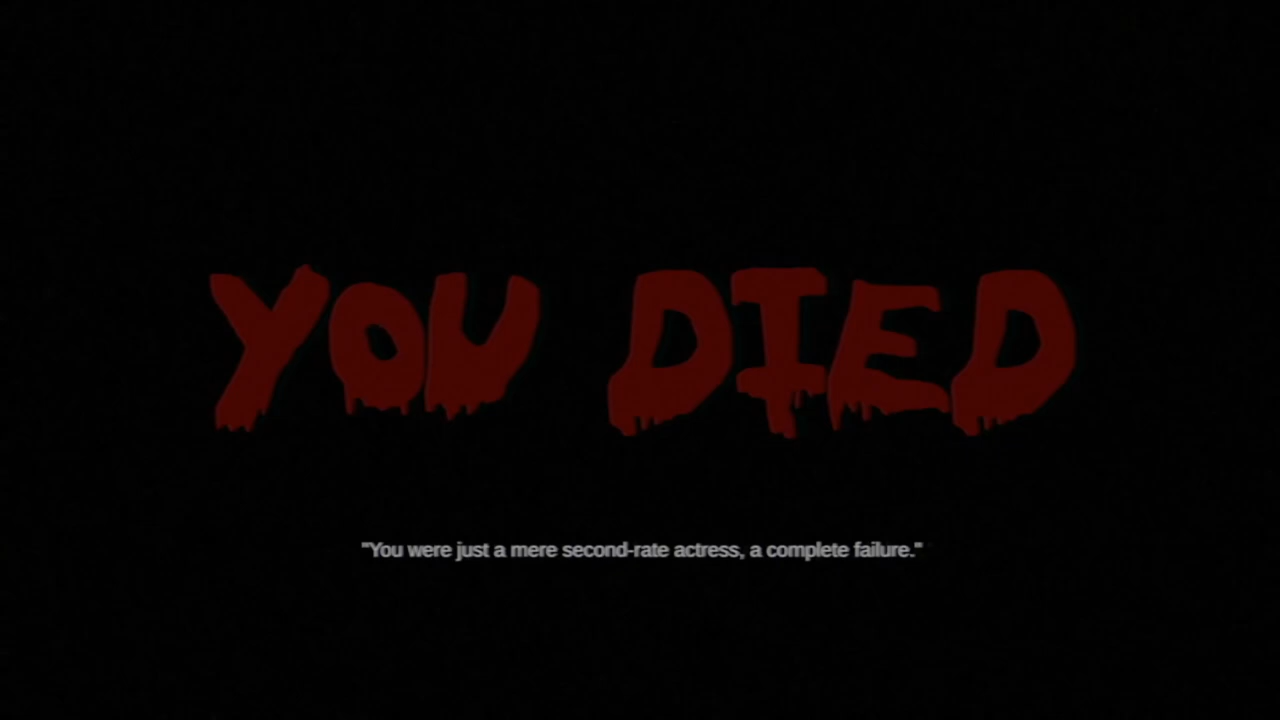 YOU DIED
"You were just a mere second-rate actress, a complete failure."